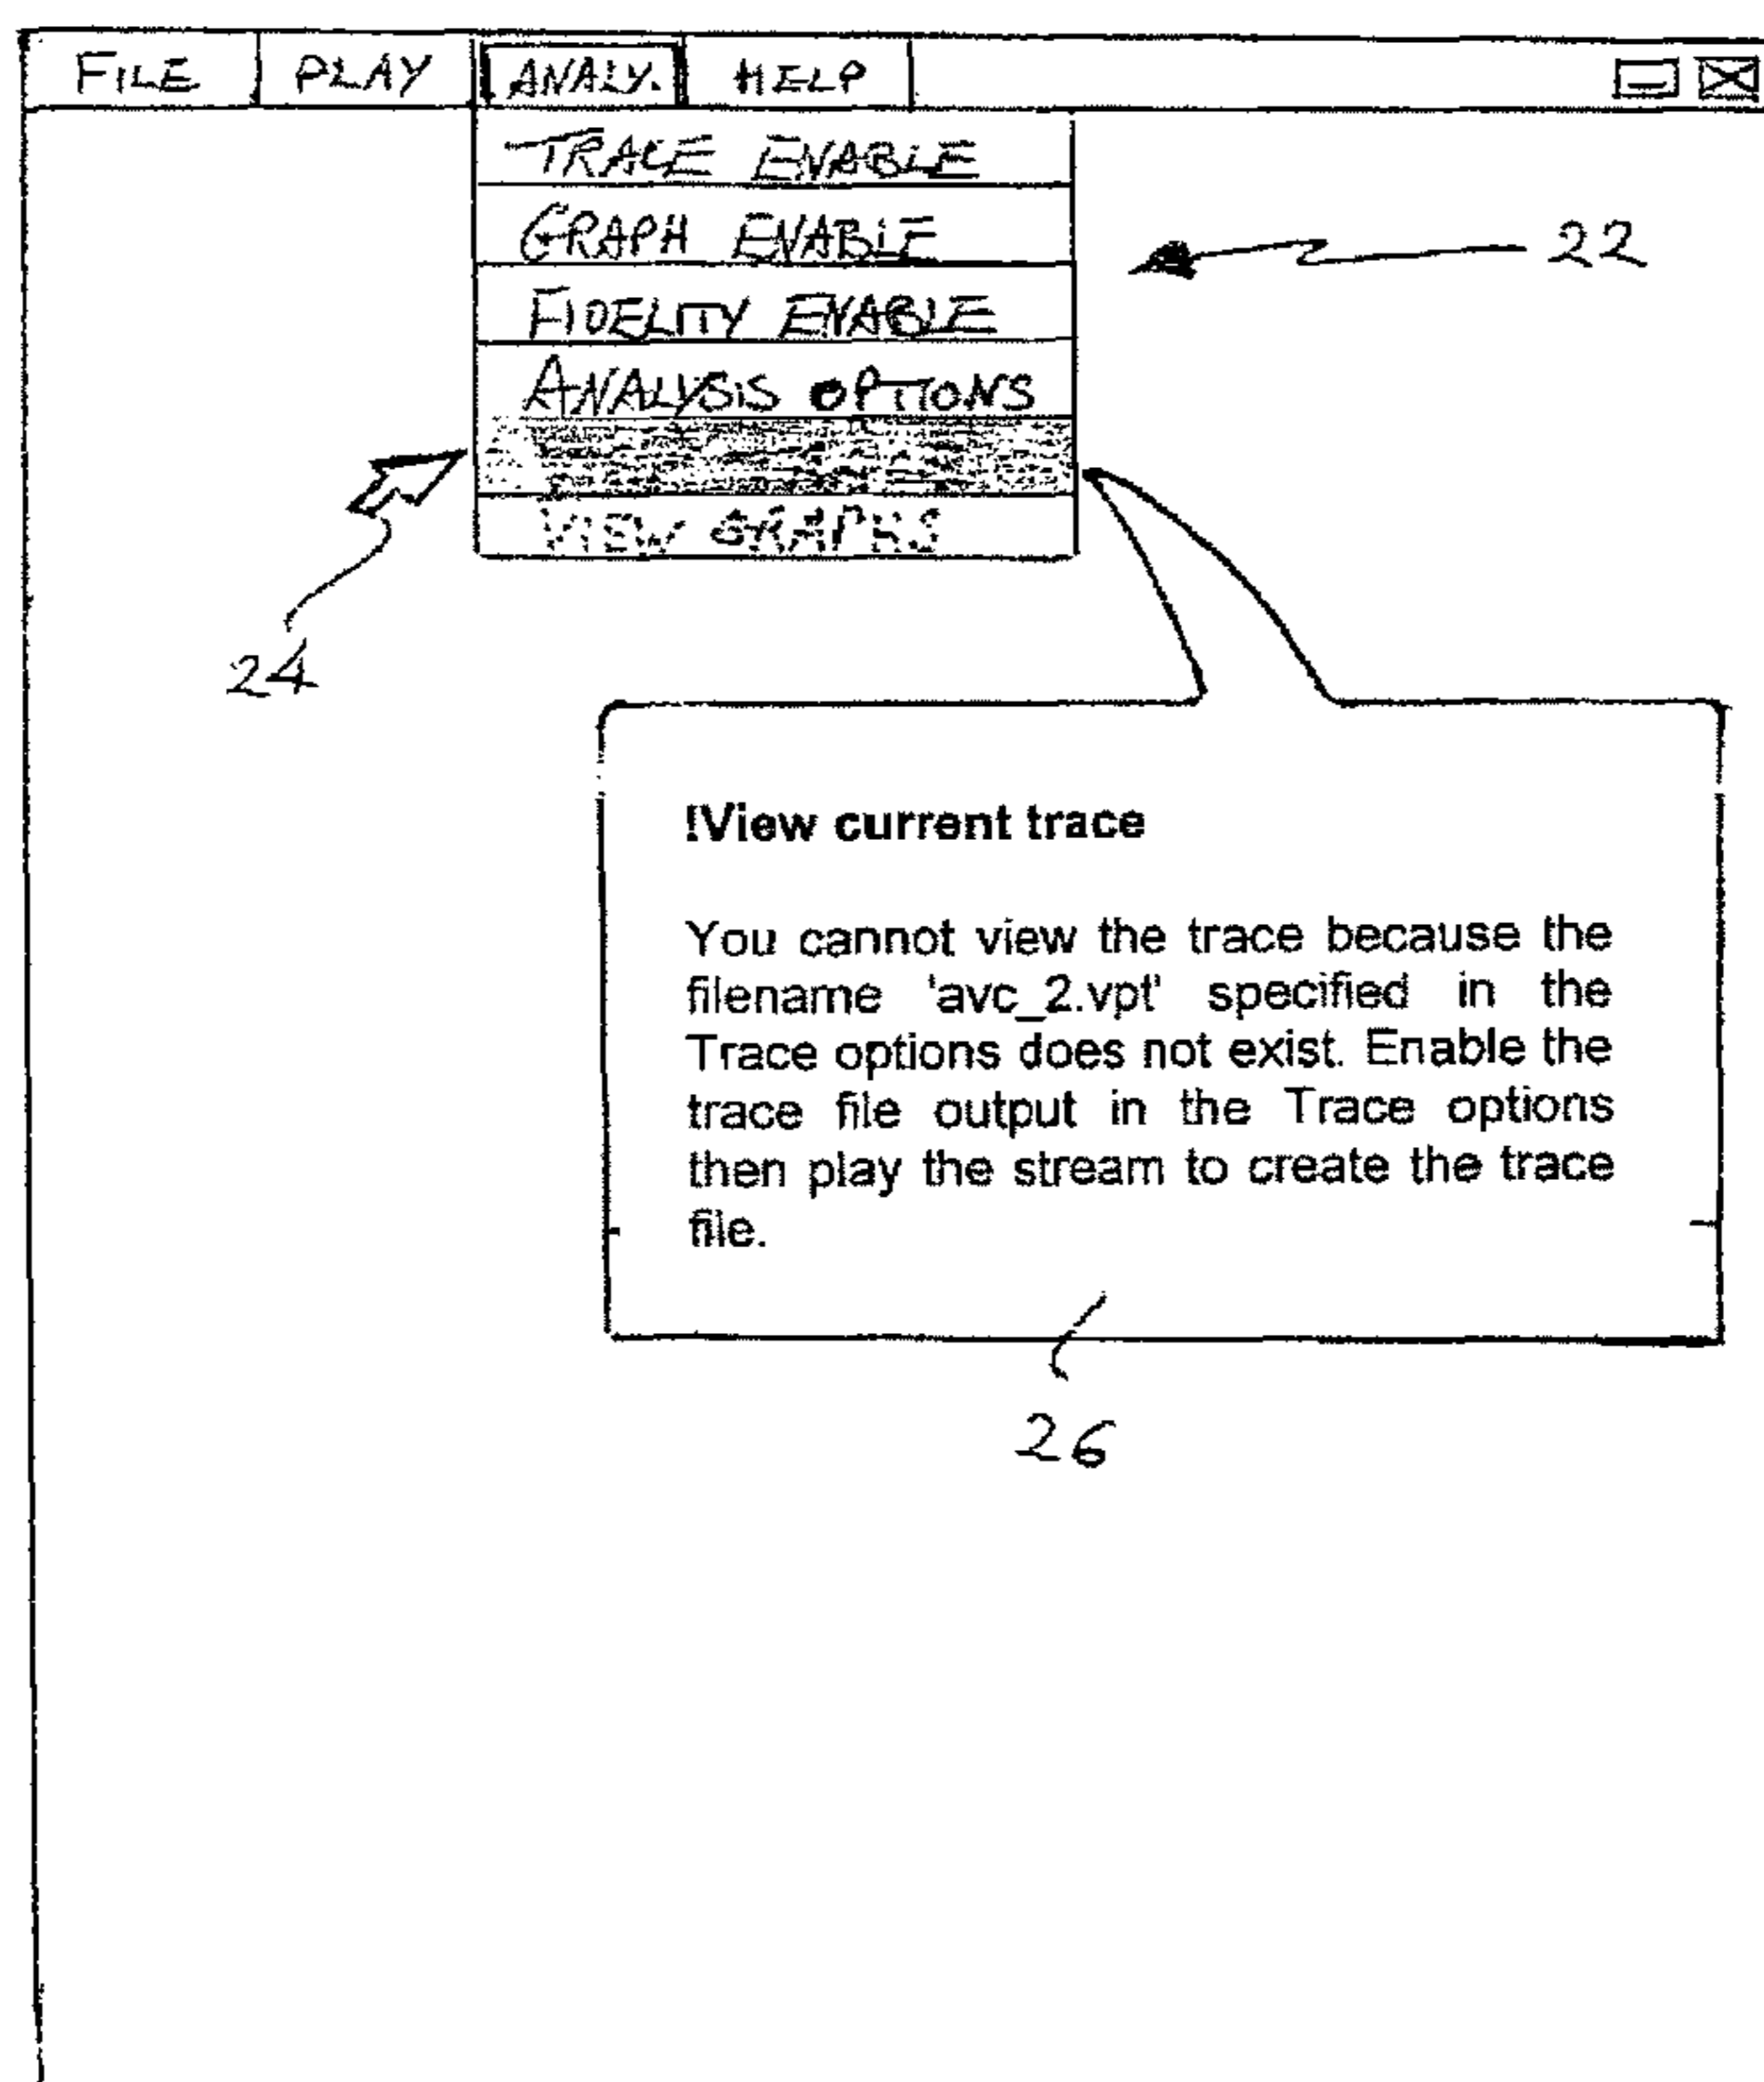 FILE PLAY ANALY. HELP
TRACE ENABLE
GRAPH ENABLE
22
FIDELITY ENABLE
ANALYSIS OPTIONS
VIEW GRAPHS
24
!View current trace
You cannot view the trace because the
filename 'avc_2.vpt' specified in the
Trace options does not exist. Enable the
trace file output in the Trace options
then play the stream to create the trace
file.
26